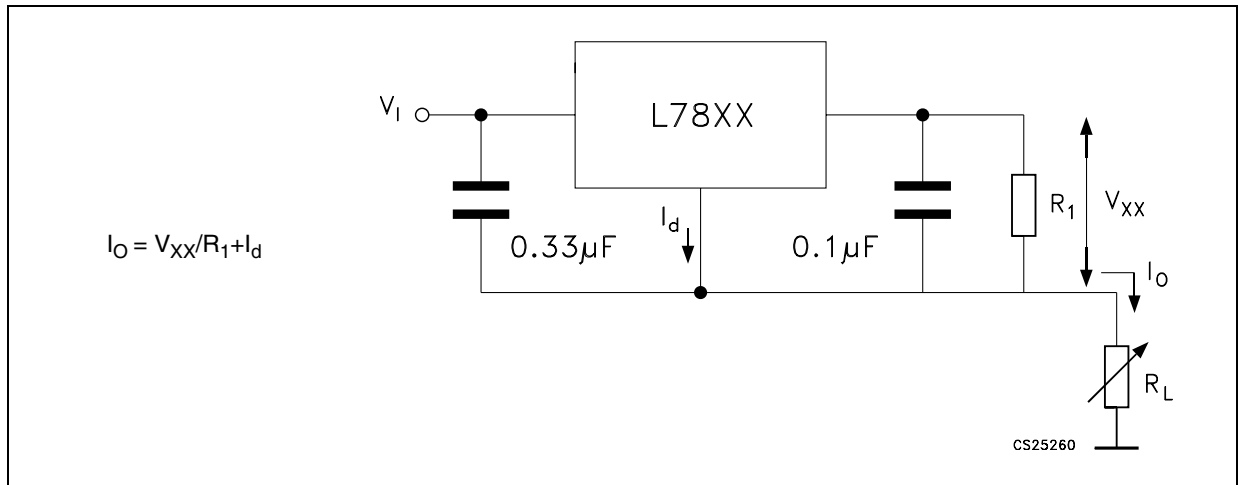 L78XX
V_I
I_d
R_1
V_XX
0.33µF
0.1µF
I_O = V_XX/R_1+I_d
I_O
R_L
CS25260